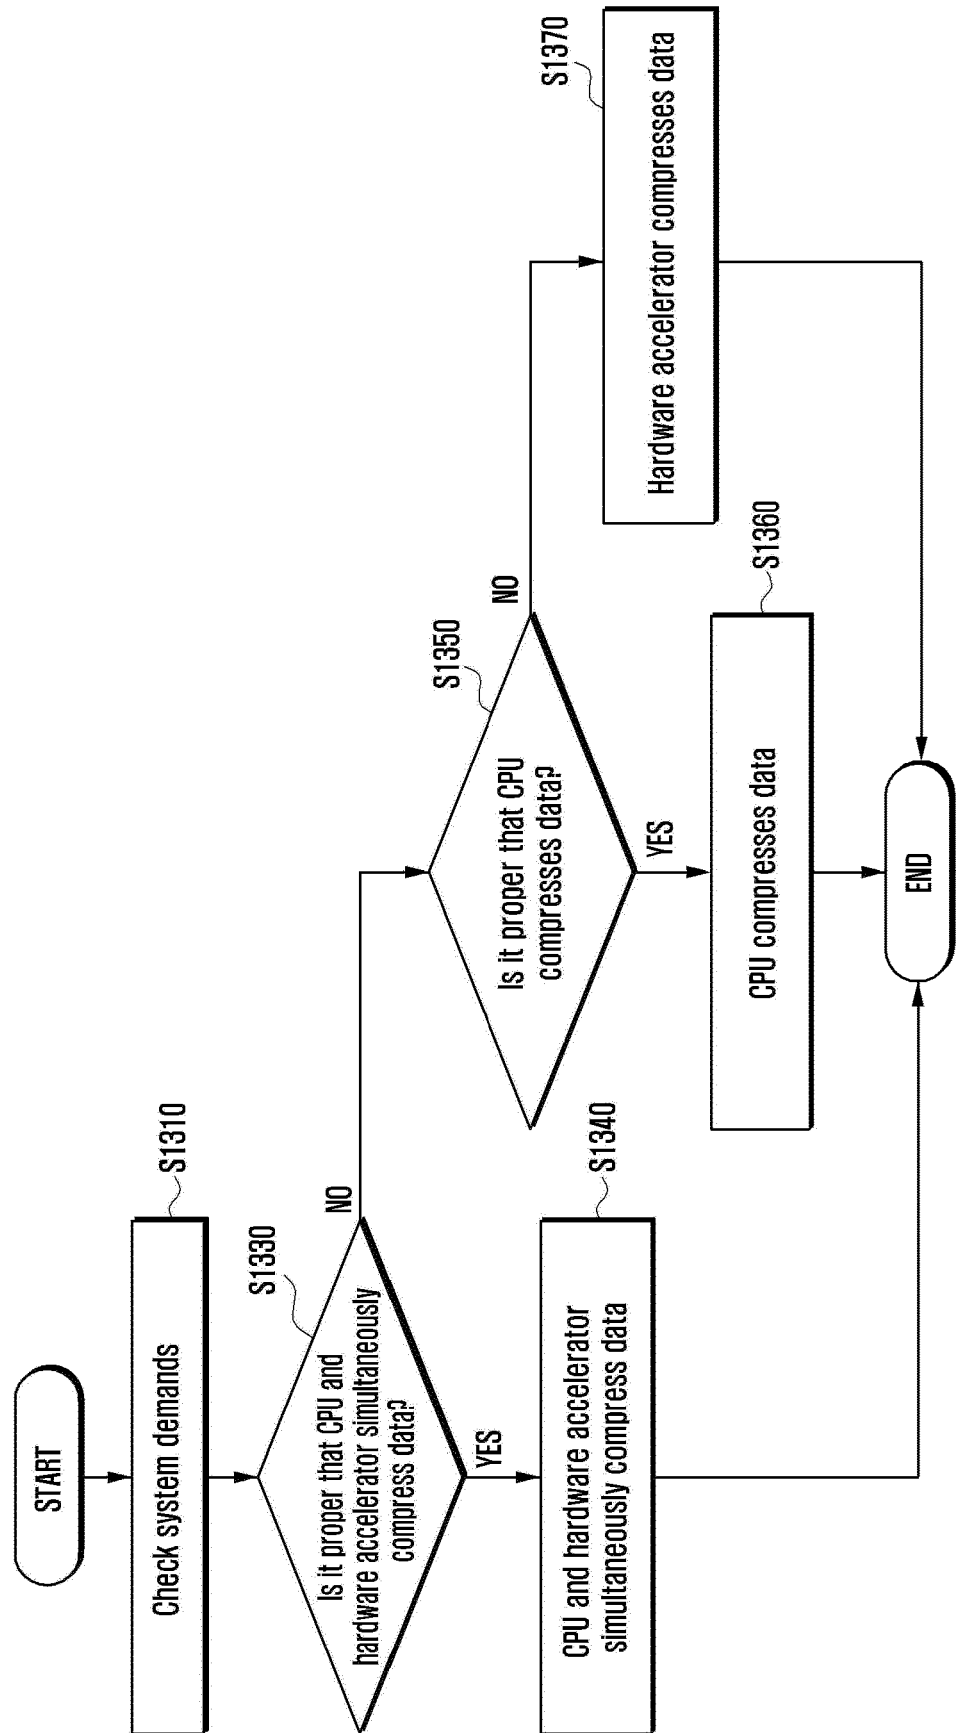 START
Check system demands
S1310
Is it proper that CPU and
hardware accelerator simultaneously
compress data?
S1330
NO
YES
CPU and hardware accelerator
simultaneously compress data
S1340
Is it proper that CPU
compresses data?
S1350
NO
YES
CPU compresses data
S1360
Hardware accelerator compresses data
S1370
END